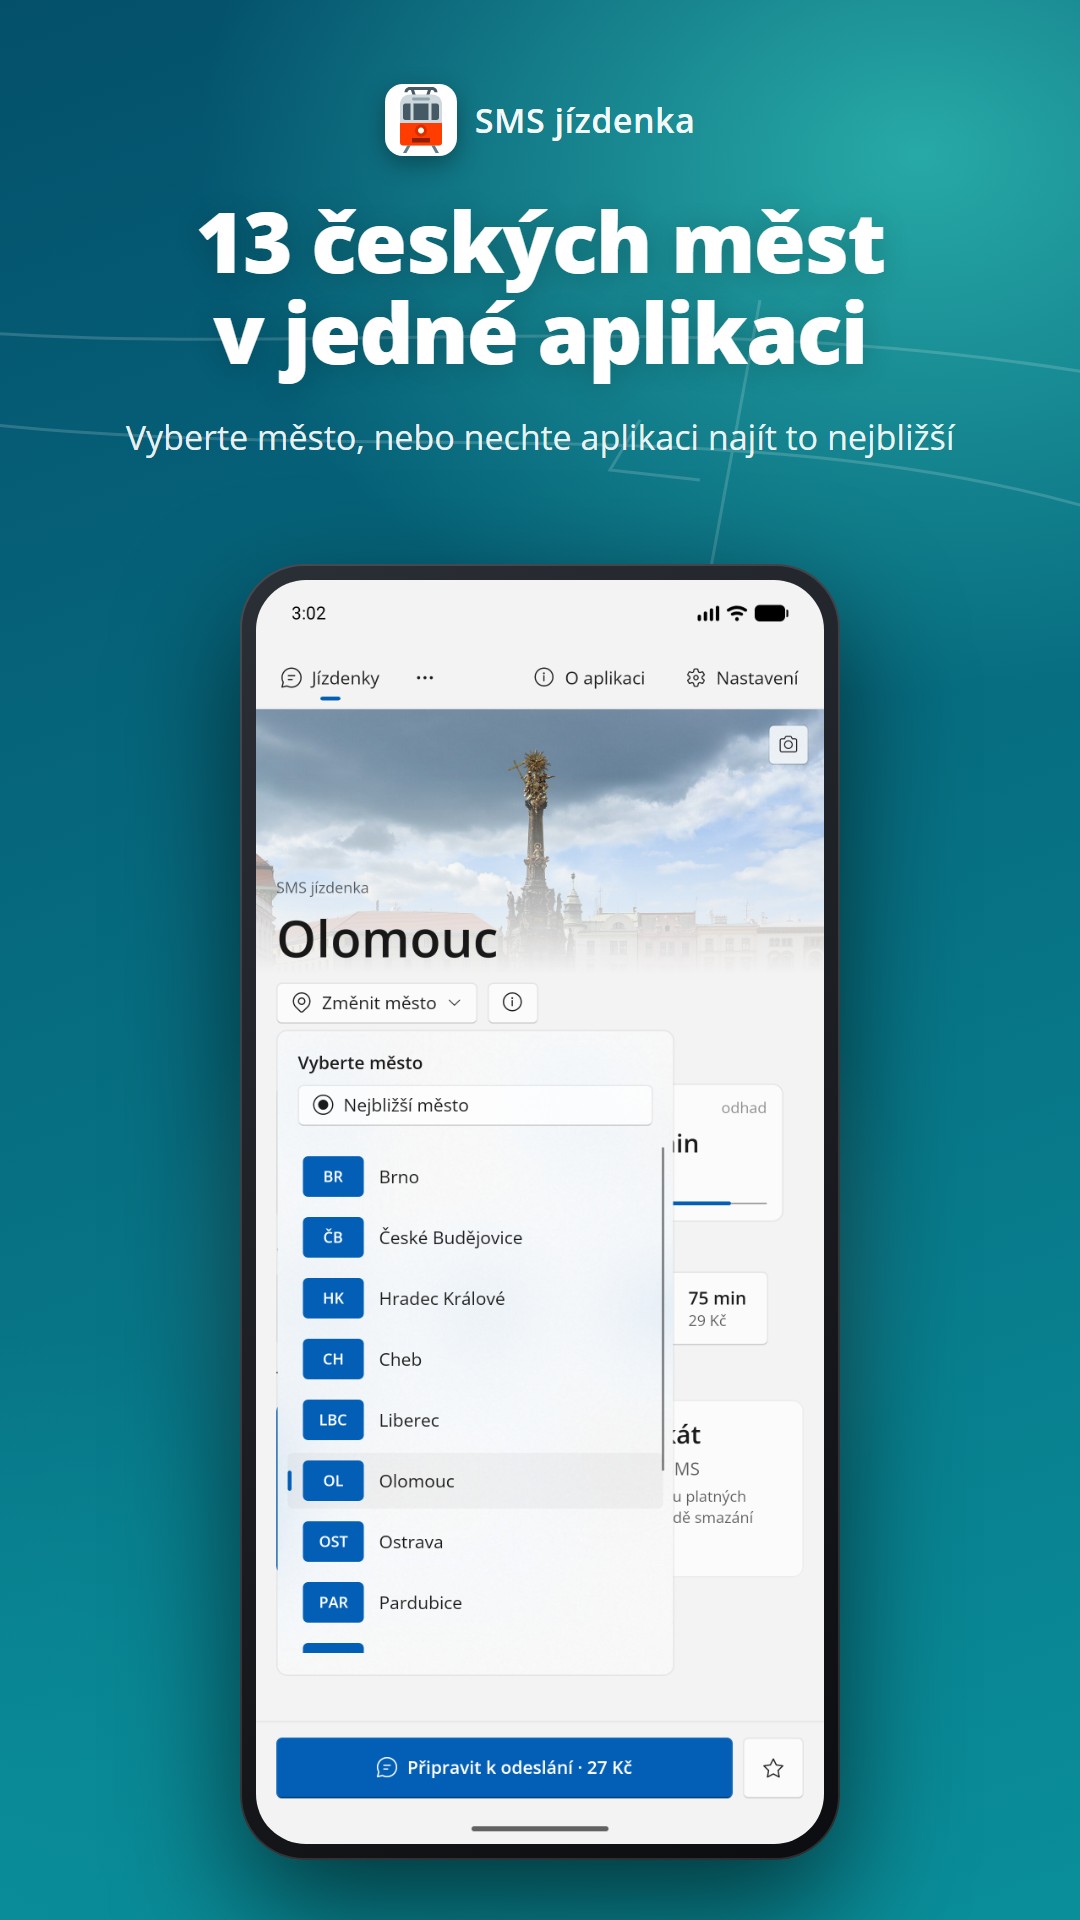 SMS jízdenka
13 českých měst
v jedné aplikaci
Vyberte město, nebo nechte aplikaci najít to nejbližší
3:02
Jízdenky
O aplikaci
Nastavení
SMS jízdenka
Olomouc
Změnit město
Vyberte město
Nejbližší město
odhad
in
BR Brno
ČB České Budějovice
HK Hradec Králové
75 min
29 Kč
CH Cheb
LBC Liberec
kát
MS
OL Olomouc
u platných
dě smazání
OST Ostrava
PAR Pardubice
Připravit k odeslání · 27 Kč